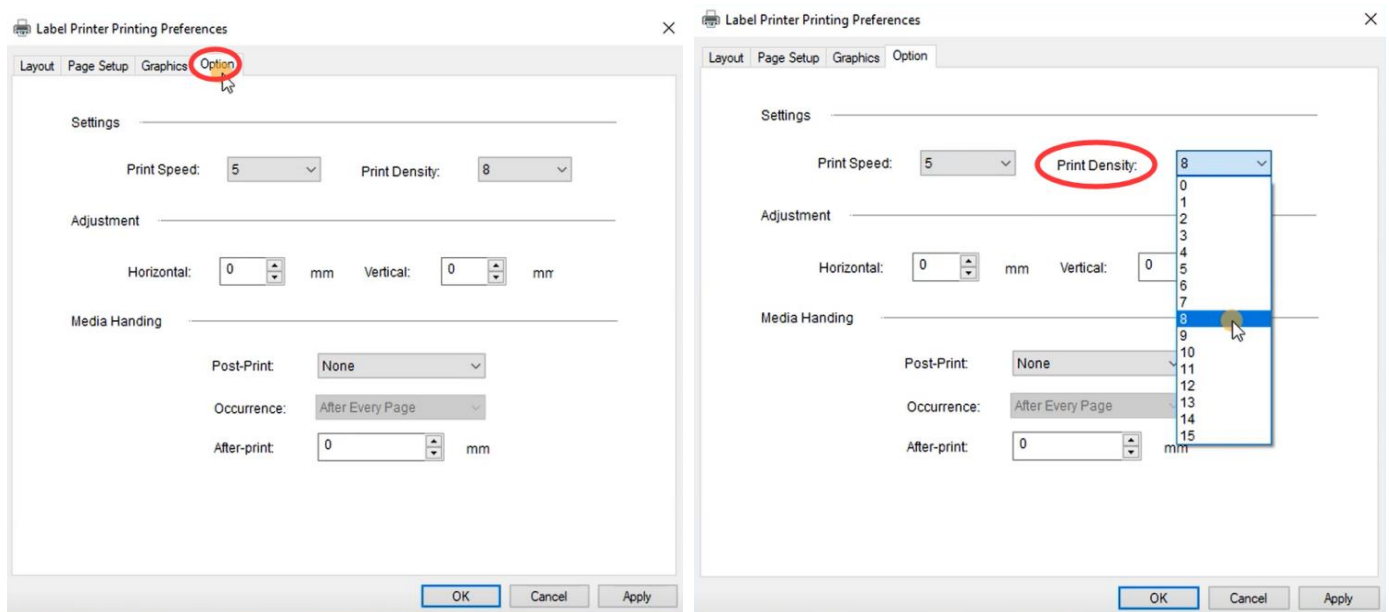 Label Printer Printing Preferences
Layout Page Setup Graphics Option
Settings
Print Speed: 5 Print Density: 8
Adjustment
Horizontal: 0 mm Vertical: 0 mm
Media Handing
Post-Print: None
Occurrence: After Every Page
After-print: 0 mm
OK Cancel Apply
Label Printer Printing Preferences
Layout Page Setup Graphics Option
Settings
Print Speed: 5 Print Density: 8
0
1
2
3
4
5
6
7
8
9
10
11
12
13
14
15
Adjustment
Horizontal: 0 mm Vertical: 0
Media Handing
Post-Print: None
Occurrence: After Every Page
After-print: 0 mm
OK Cancel Apply